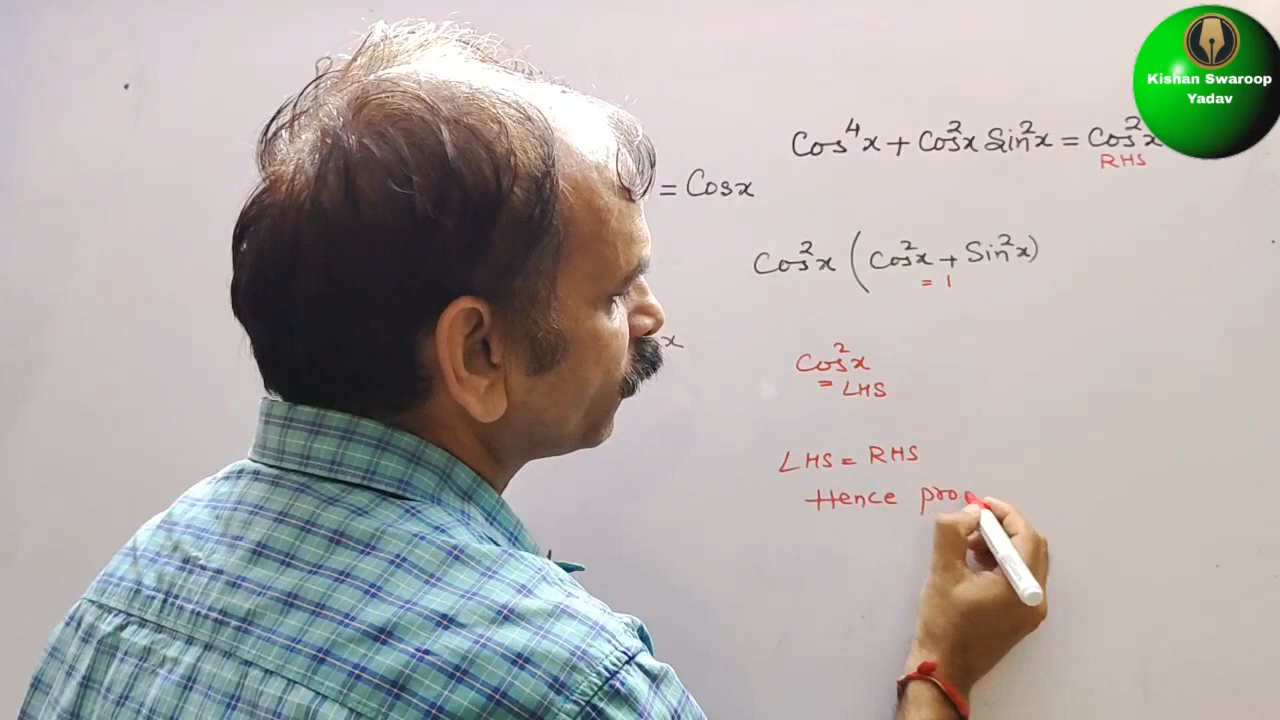 Kishan Swaroop
Yadav
Cos⁴x + Cos²x Sin²x = Cos²x
RHS
= Cosx
Cos²x (Cos²x + Sin²x)
= 1
x
Cos²x
= LHS
LHS = RHS
Hence pro